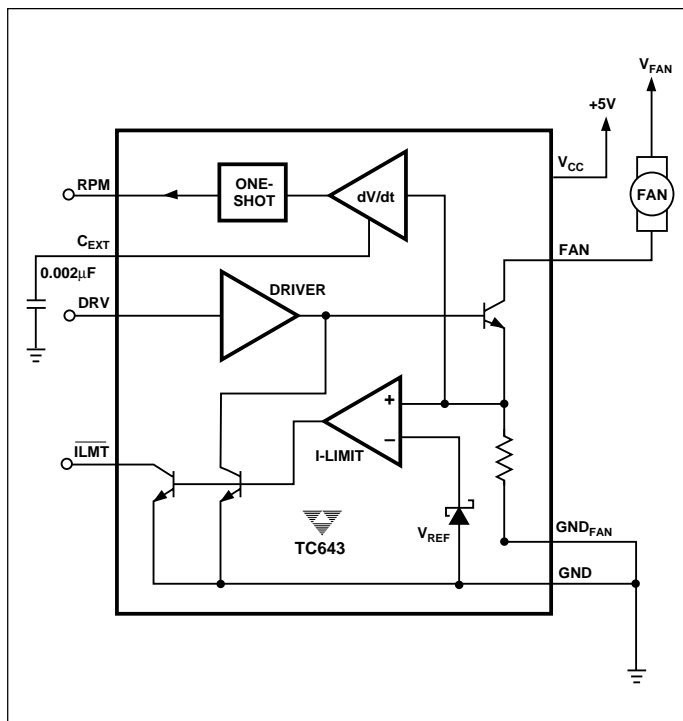 V_FAN
+5V
V_CC
RPM
ONE-
SHOT
dV/dt
FAN
C_EXT
FAN
0.002µF
DRIVER
DRV
+
–
I-LIMIT
I̅L̅M̅T̅
V_REF
TC643
GND_FAN
GND